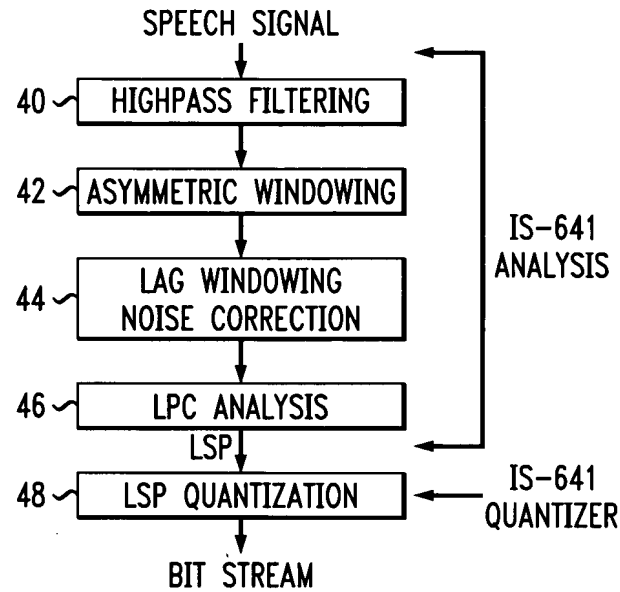 SPEECH SIGNAL
40
HIGHPASS FILTERING
42
ASYMMETRIC WINDOWING
44
LAG WINDOWING
NOISE CORRECTION
IS-641
ANALYSIS
46
LPC ANALYSIS
LSP
48
LSP QUANTIZATION
IS-641
QUANTIZER
BIT STREAM